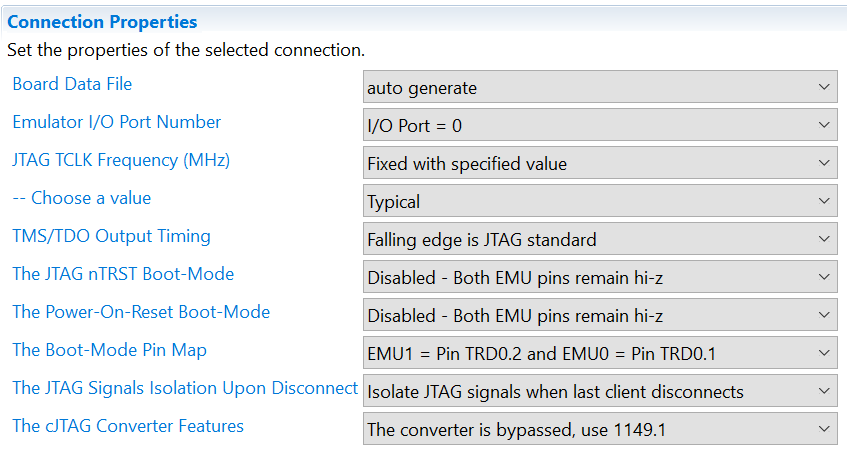 Connection Properties
Set the properties of the selected connection.
Board Data File auto generate
Emulator I/O Port Number I/O Port = 0
JTAG TCLK Frequency (MHz) Fixed with specified value
-- Choose a value Typical
TMS/TDO Output Timing Falling edge is JTAG standard
The JTAG nTRST Boot-Mode Disabled - Both EMU pins remain hi-z
The Power-On-Reset Boot-Mode Disabled - Both EMU pins remain hi-z
The Boot-Mode Pin Map EMU1 = Pin TRD0.2 and EMU0 = Pin TRD0.1
The JTAG Signals Isolation Upon Disconnect Isolate JTAG signals when last client disconnects
The cJTAG Converter Features The converter is bypassed, use 1149.1